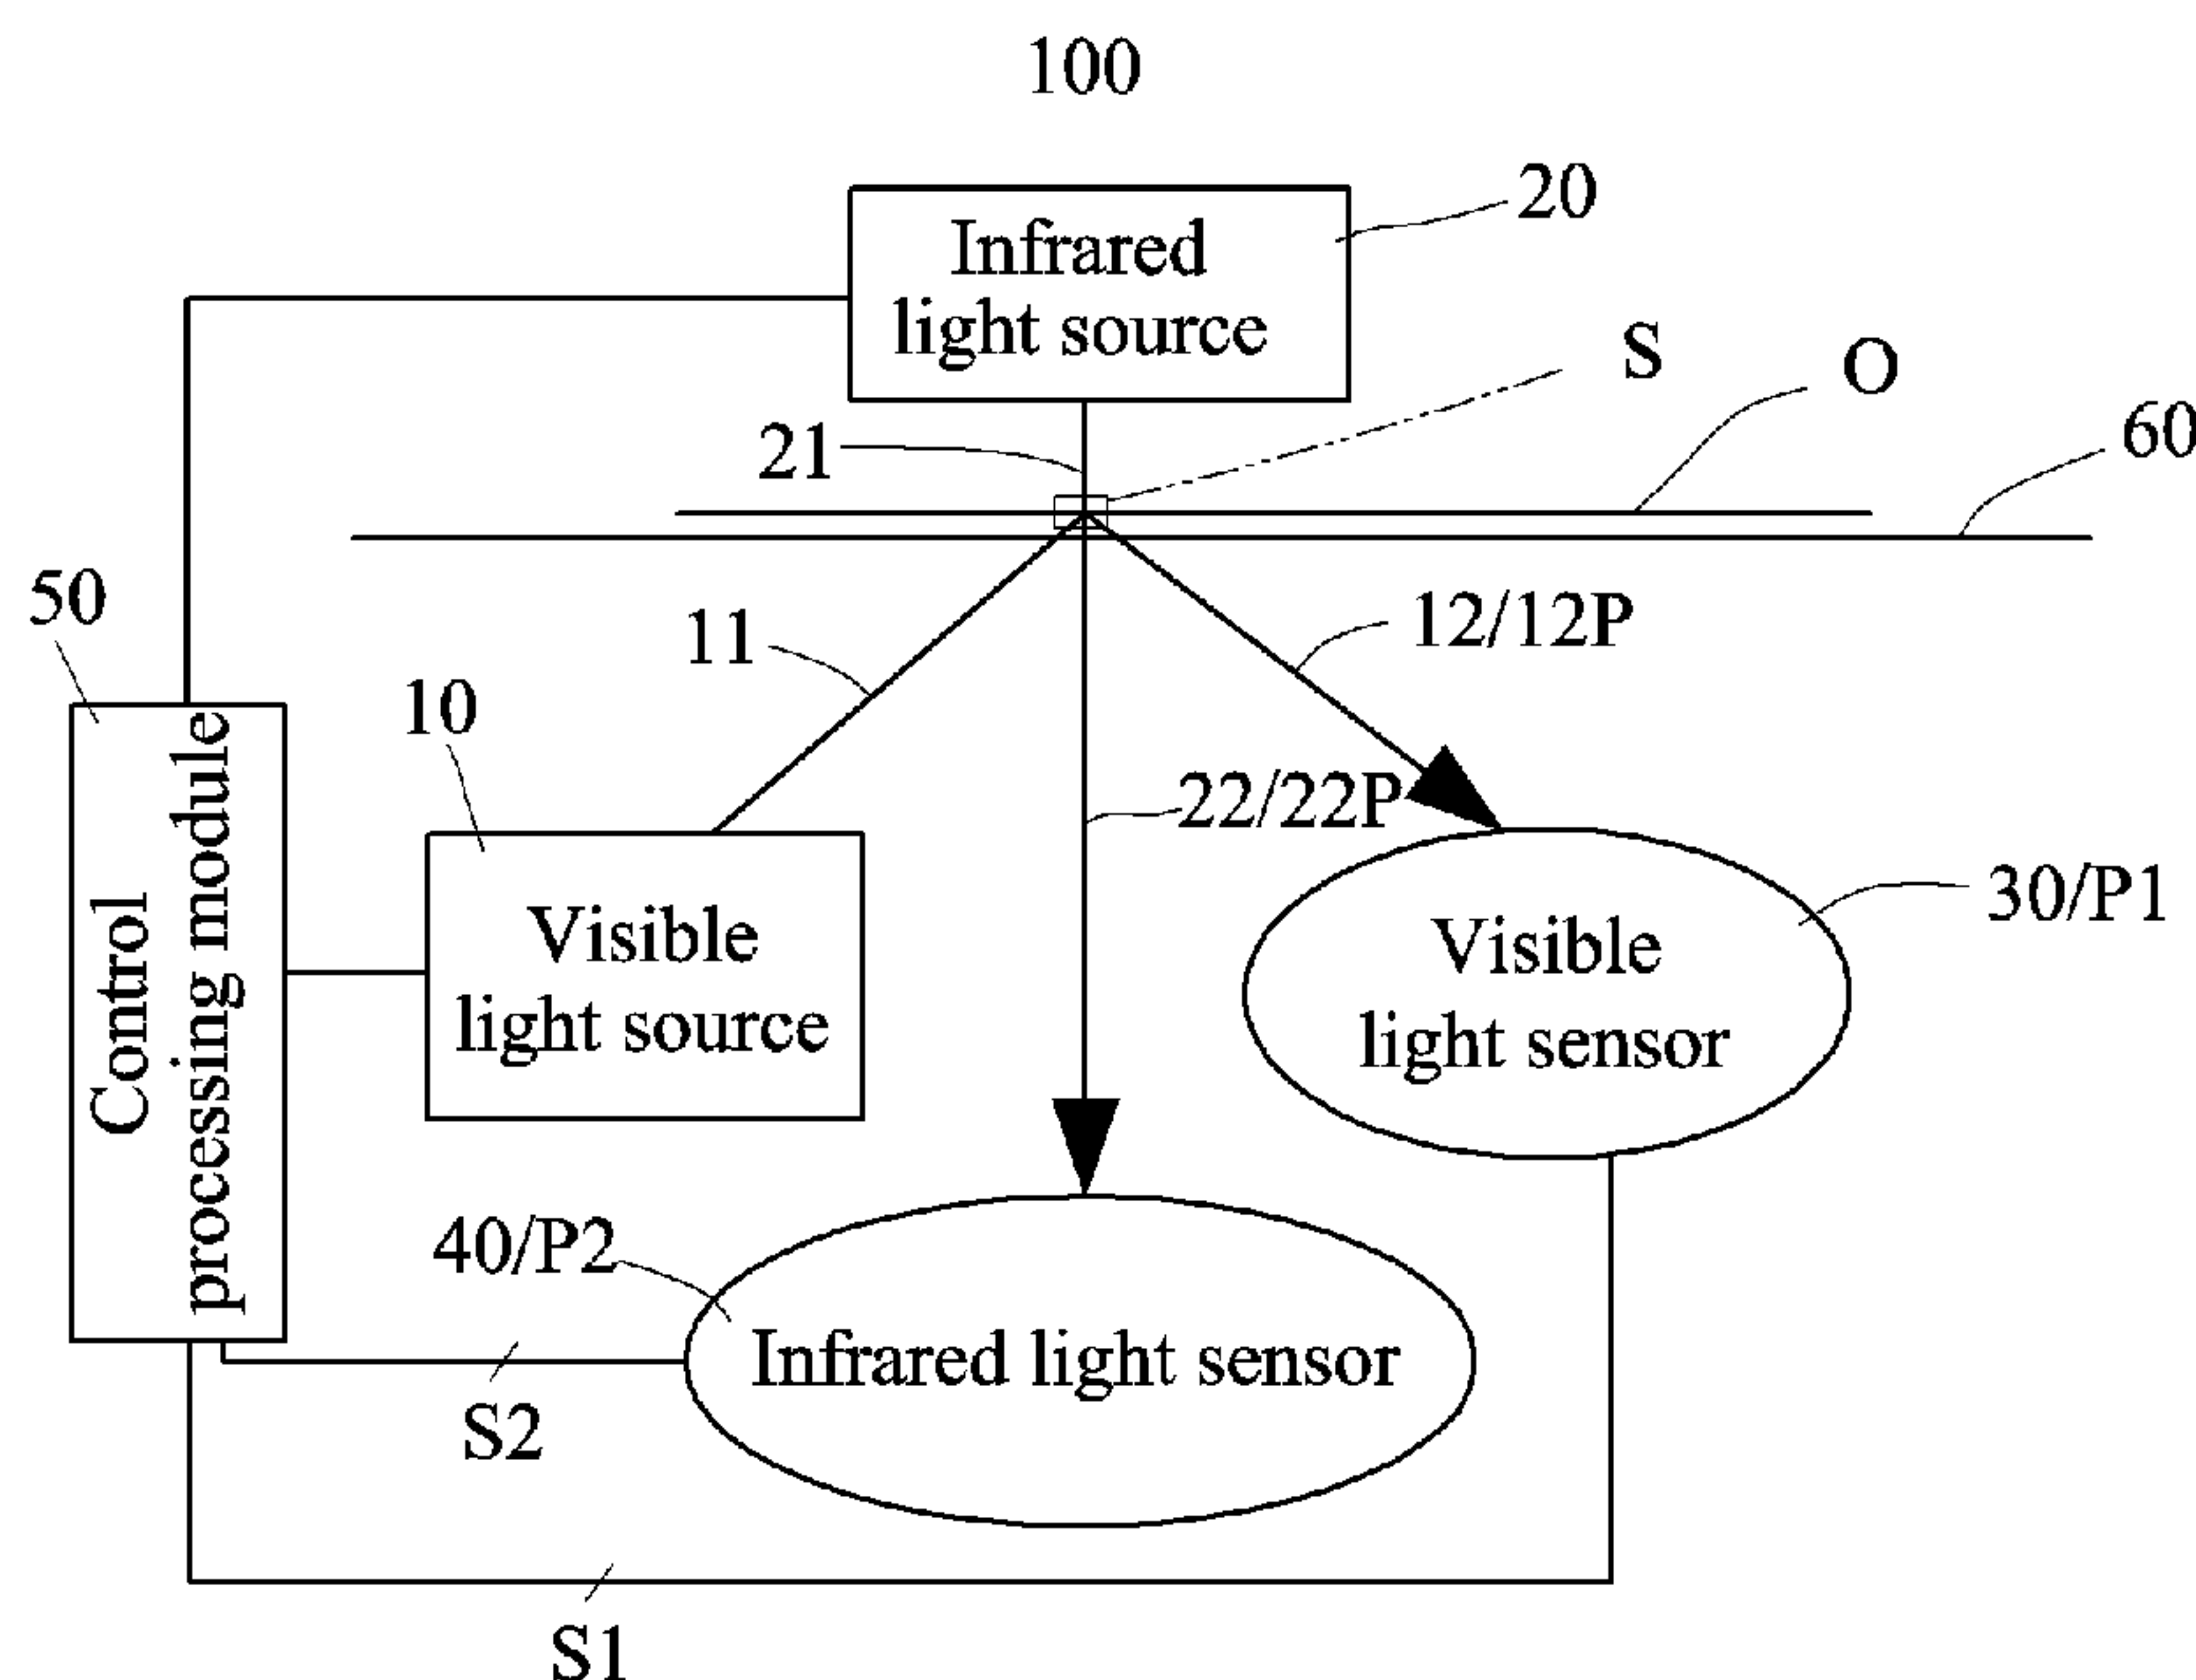 100
20
Infrared
light source
S
O
60
21
50
11
12/12P
10
22/22P
Control
processing module
Visible
light source
30/P1
Visible
light sensor
40/P2
Infrared light sensor
S2
S1